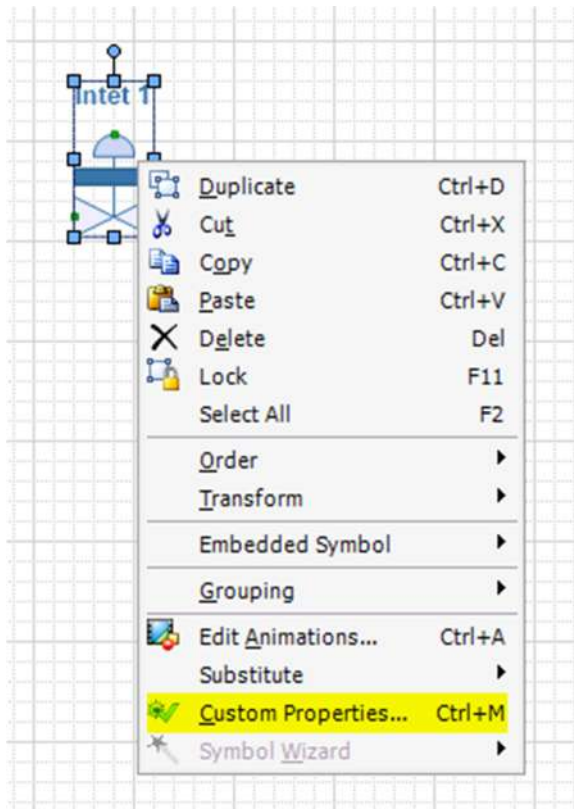 Intet 1
Duplicate Ctrl+D
Cut Ctrl+X
Copy Ctrl+C
Paste Ctrl+V
Delete Del
Lock F11
Select All F2
Order
Transform
Embedded Symbol
Grouping
Edit Animations... Ctrl+A
Substitute
Custom Properties... Ctrl+M
Symbol Wizard